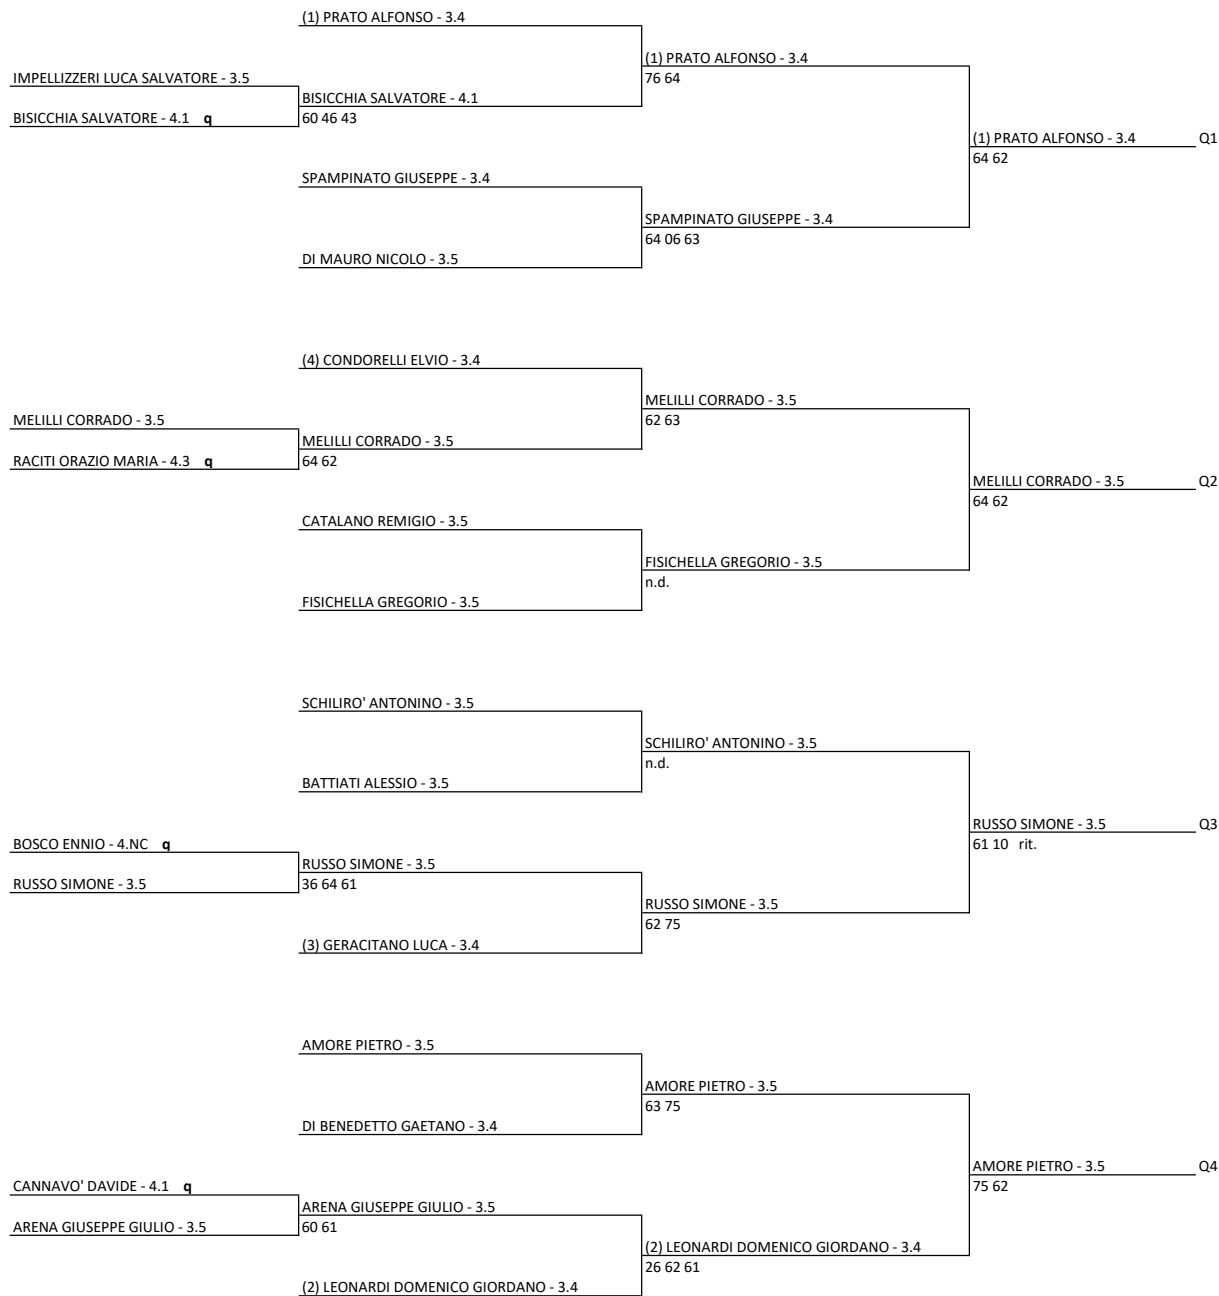 (1) PRATO ALFONSO - 3.4
(1) PRATO ALFONSO - 3.4
76 64
IMPELLIZZERI LUCA SALVATORE - 3.5
BISICCHIA SALVATORE - 4.1
60 46 43
BISICCHIA SALVATORE - 4.1 q
(1) PRATO ALFONSO - 3.4 Q1
64 62
SPAMPINATO GIUSEPPE - 3.4
SPAMPINATO GIUSEPPE - 3.4
64 06 63
DI MAURO NICOLO - 3.5
(4) CONDORELLI ELVIO - 3.4
MELILLI CORRADO - 3.5
62 63
MELILLI CORRADO - 3.5
MELILLI CORRADO - 3.5
64 62
RACITI ORAZIO MARIA - 4.3 q
MELILLI CORRADO - 3.5 Q2
64 62
CATALANO REMIGIO - 3.5
FISICHELLA GREGORIO - 3.5
n.d.
FISICHELLA GREGORIO - 3.5
SCHILIRO' ANTONINO - 3.5
SCHILIRO' ANTONINO - 3.5
n.d.
BATTIATI ALESSIO - 3.5
RUSSO SIMONE - 3.5 Q3
61 10 rit.
BOSCO ENNIO - 4.NC q
RUSSO SIMONE - 3.5
36 64 61
RUSSO SIMONE - 3.5
RUSSO SIMONE - 3.5
62 75
(3) GERACITANO LUCA - 3.4
AMORE PIETRO - 3.5
AMORE PIETRO - 3.5
63 75
DI BENEDETTO GAETANO - 3.4
AMORE PIETRO - 3.5 Q4
75 62
CANNAVO' DAVIDE - 4.1 q
ARENA GIUSEPPE GIULIO - 3.5
60 61
ARENA GIUSEPPE GIULIO - 3.5
(2) LEONARDI DOMENICO GIORDANO - 3.4
26 62 61
(2) LEONARDI DOMENICO GIORDANO - 3.4